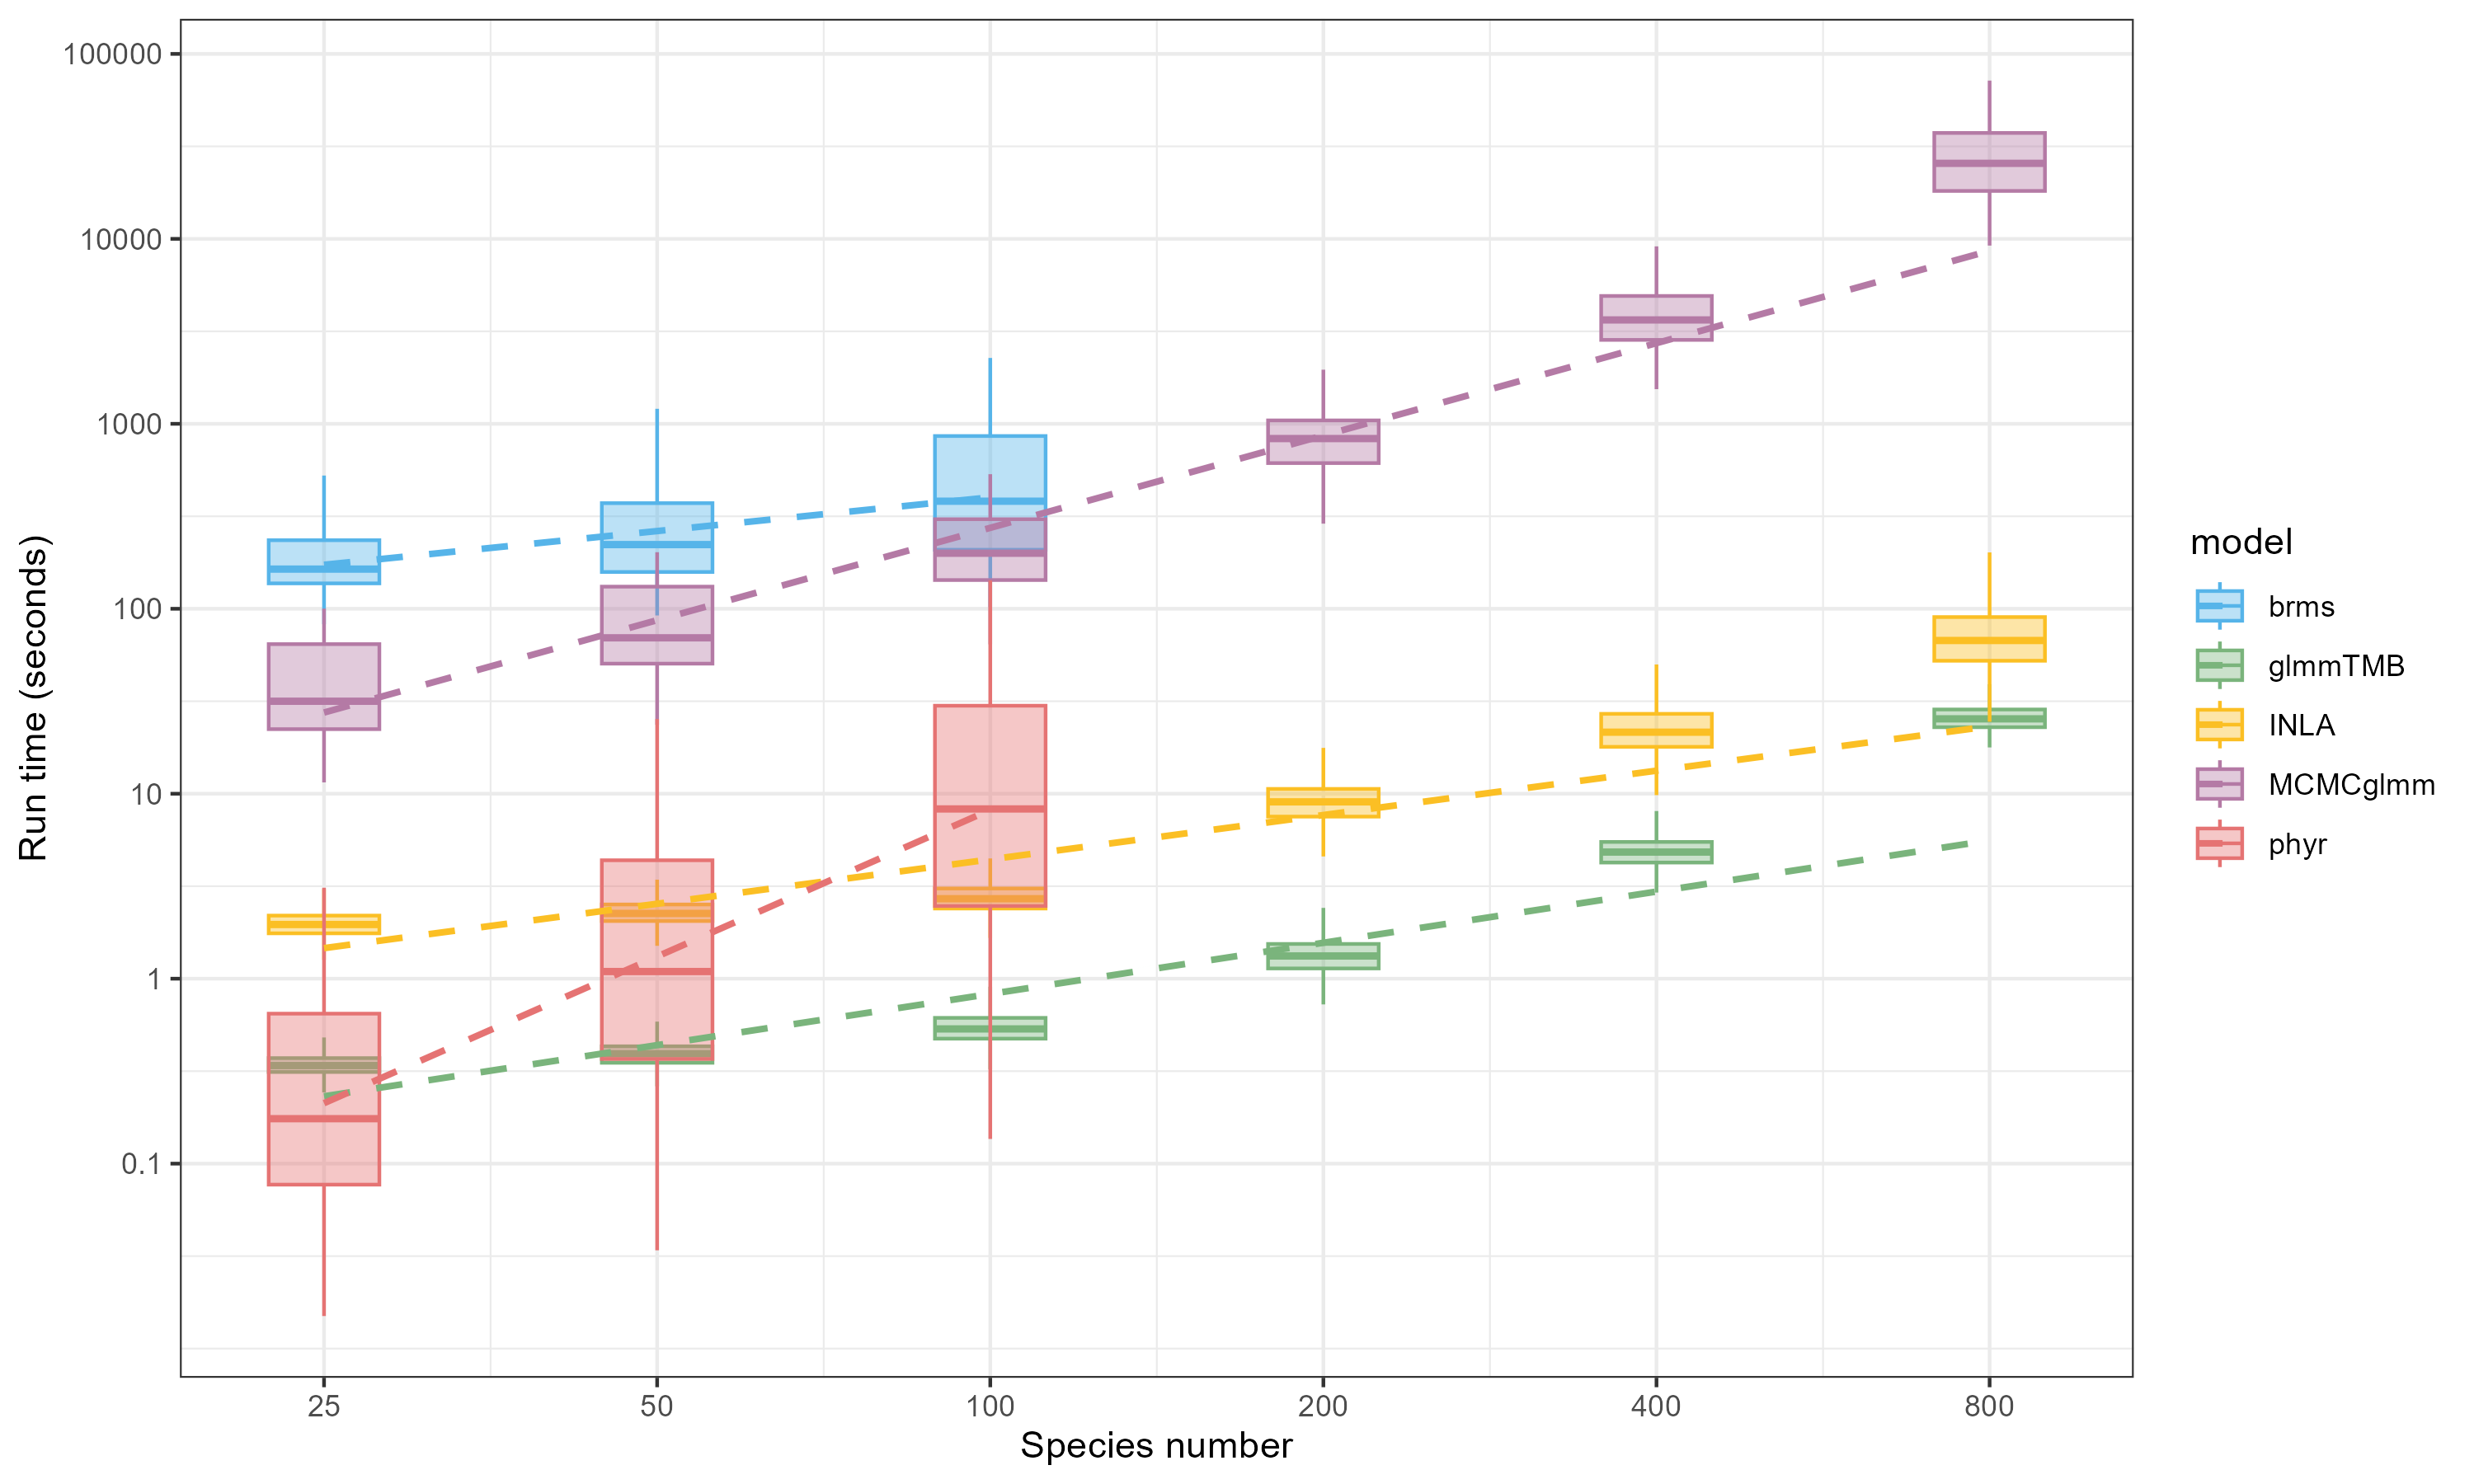 100000
10000
1000
100
10
1
0.1
Run time (seconds)
25 50 100 200 400 800
Species number
model
brms
glmmTMB
INLA
MCMCglmm
phyr